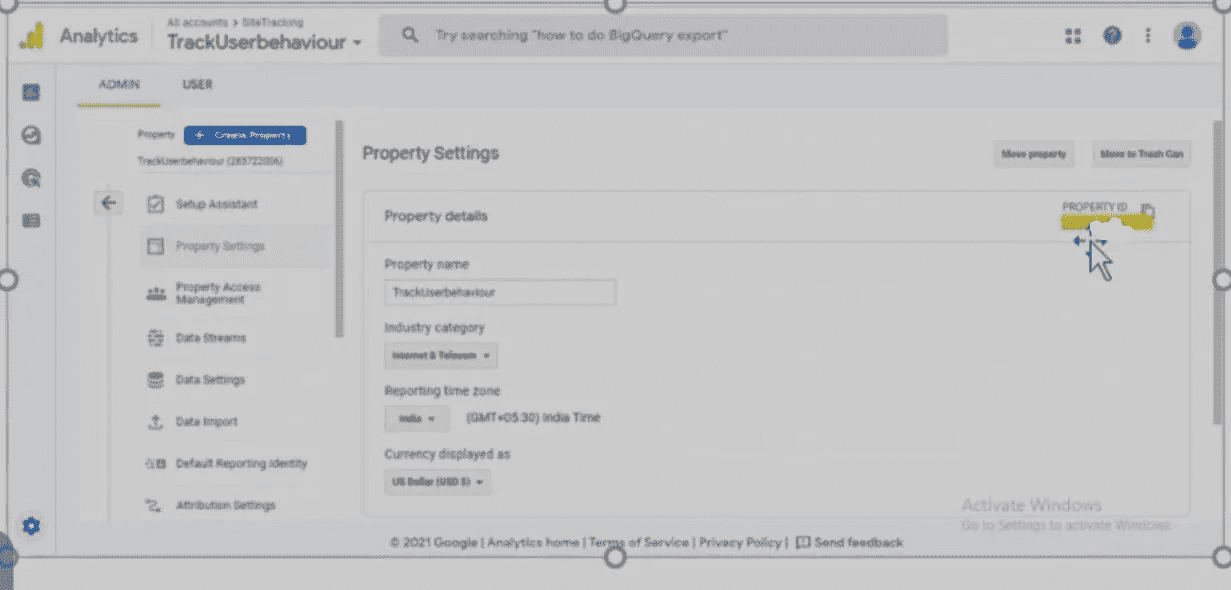 All accounts > SiteTracking
Analytics
TrackUserbehaviour
Try searching "how to do BigQuery export"
ADMIN
USER
Property
+ Create Property
TrackUserbehaviour
Setup Assistant
Property Settings
Property Access
Management
Data Streams
Data Settings
Data Import
Default Reporting Identity
Attribution Settings
Property Settings
Move property
Move to Trash Can
Property details
PROPERTY ID
Property name
TrackUserbehaviour
Industry category
Internet & Telecom
Reporting time zone
India
(GMT+05:30) India Time
Currency displayed as
US Dollar (USD $)
Activate Windows
Go to Settings to activate Windows.
© 2021 Google | Analytics home | Terms of Service | Privacy Policy | Send feedback